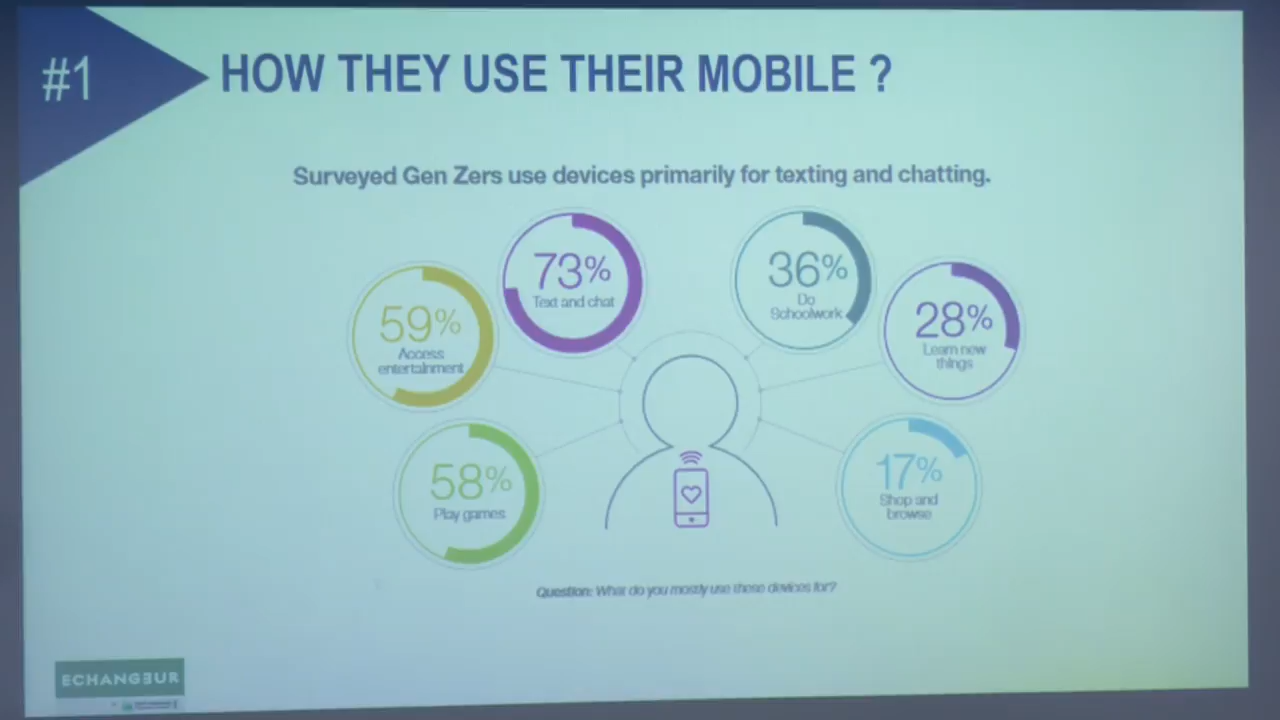 #1
HOW THEY USE THEIR MOBILE ?
Surveyed Gen Zers use devices primarily for texting and chatting.
73%
Text and chat
36%
Do
Schoolwork
59%
Access
entertainment
28%
Learn new
things
58%
Play games
17%
Shop and
browse
Question: What do you mostly use these devices for?
ECHANGEUR